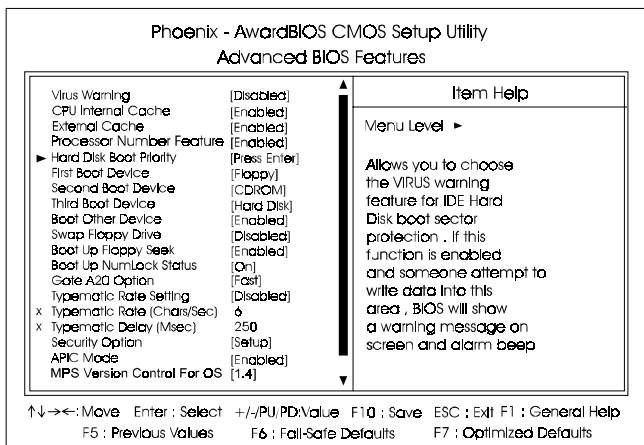 Phoenix - AwardBIOS CMOS Setup Utility
Advanced BIOS Features
Virus Warning [Disabled]
CPU Internal Cache [Enabled]
External Cache [Enabled]
Processor Number Feature [Enabled]
► Hard Disk Boot Priority [Press Enter]
First Boot Device [Floppy]
Second Boot Device [CDROM]
Third Boot Device [Hard Disk]
Boot Other Device [Enabled]
Swap Floppy Drive [Disabled]
Boot Up Floppy Seek [Enabled]
Boot Up NumLock Status [On]
Gate A20 Option [Fast]
Typematic Rate Setting [Disabled]
x Typematic Rate (Chars/Sec) 6
x Typematic Delay (Msec) 250
Security Option [Setup]
APIC Mode [Enabled]
MPS Version Control For OS [1.4]
Item Help
Menu Level ►
Allows you to choose
the VIRUS warning
feature for IDE Hard
Disk boot sector
protection . If this
function is enabled
and someone attempt to
write data into this
area , BIOS will show
a warning message on
screen and alarm beep
↑↓→←: Move Enter : Select +/-/PU/PD:Value F10 : Save ESC : Exit F1 : General Help
F5 : Previous Values F6 : Fail-Safe Defaults F7 : Optimized Defaults